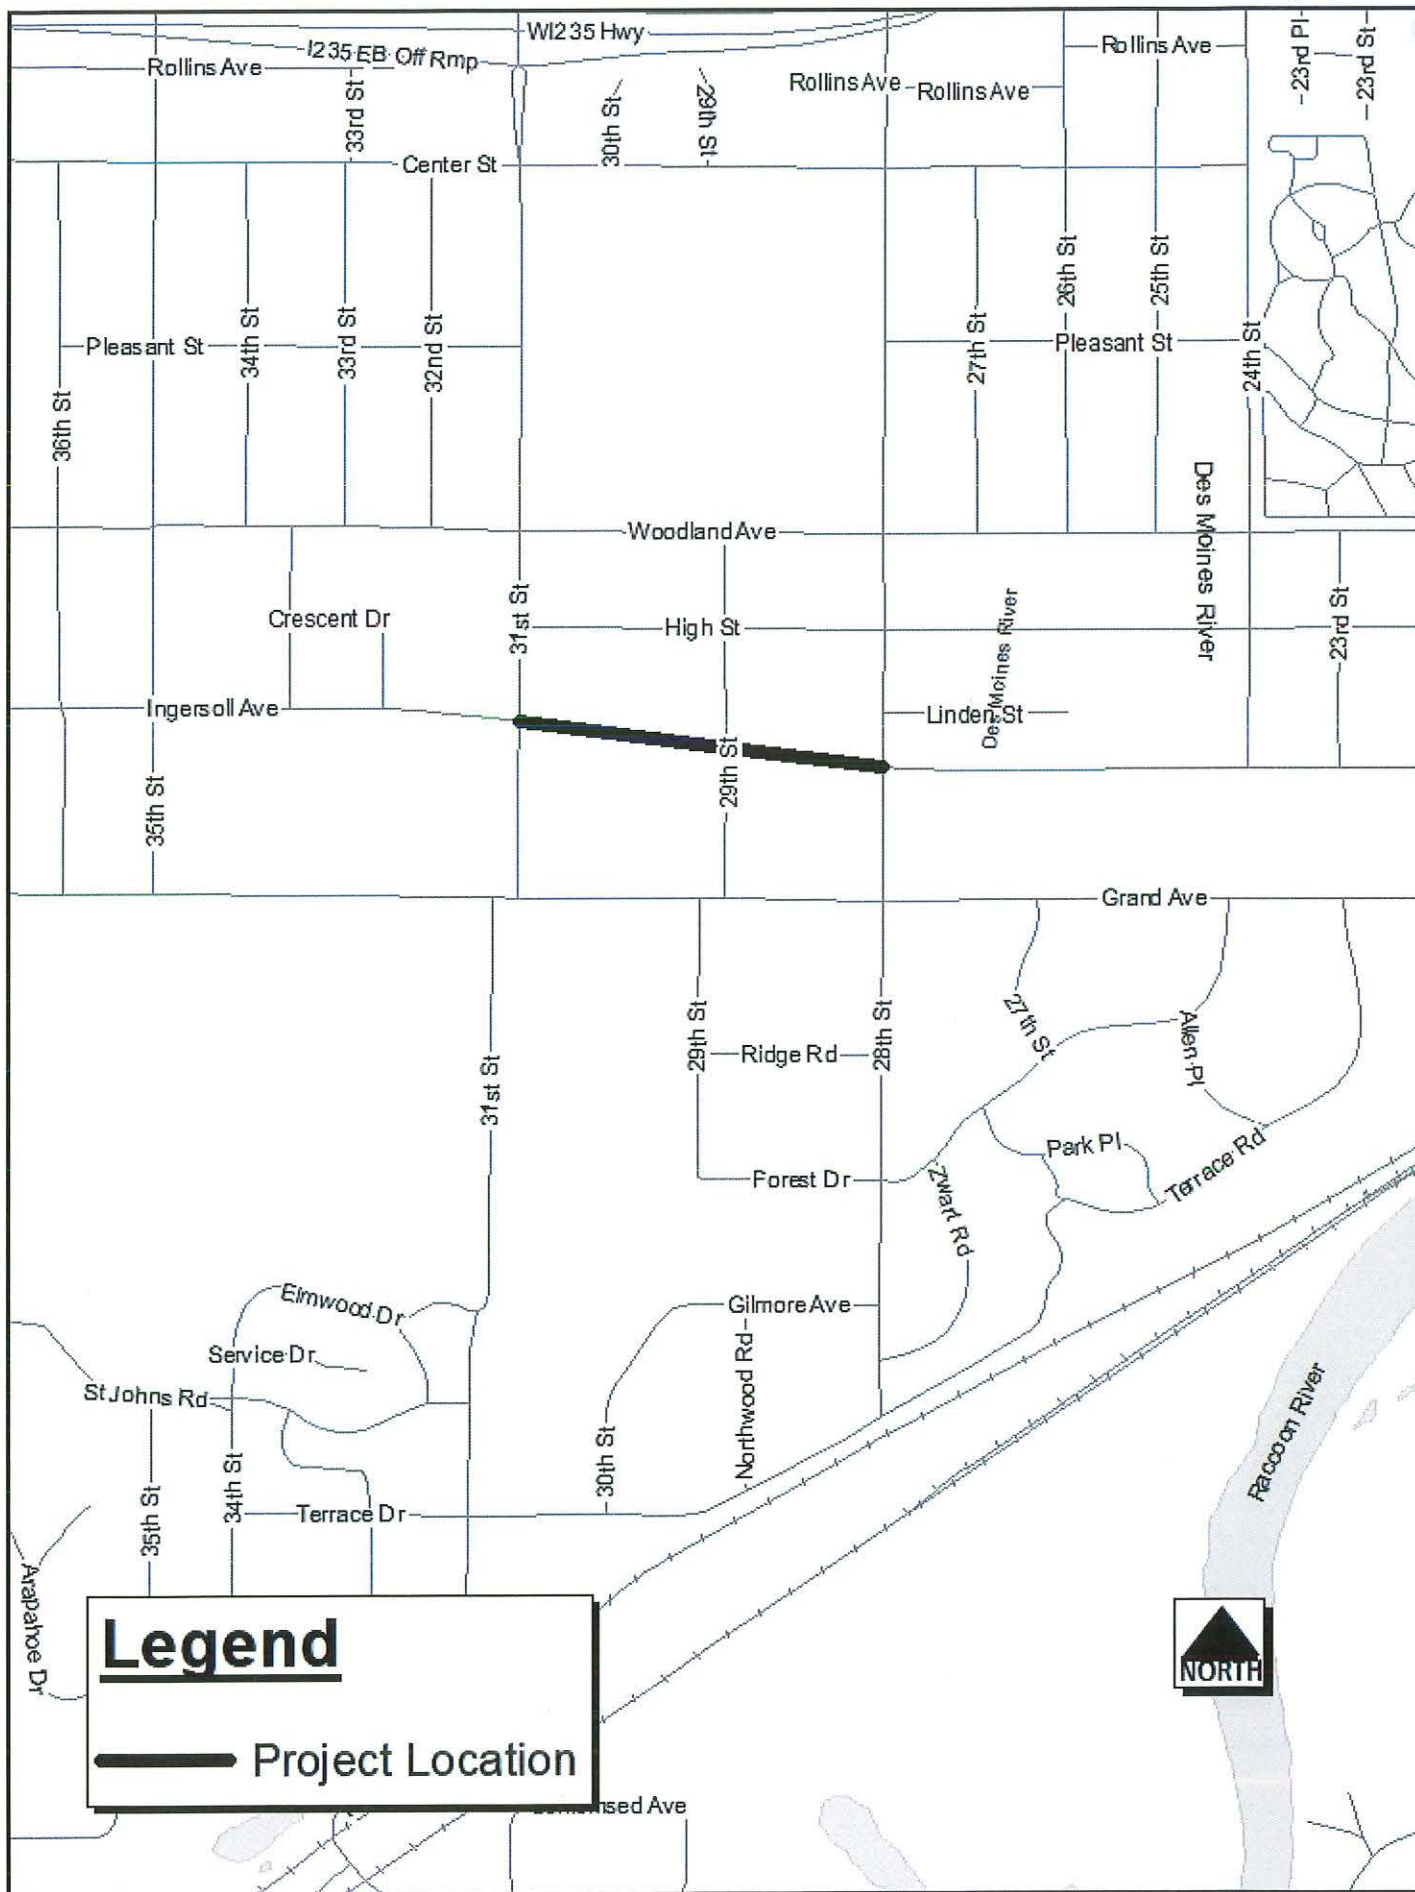 WI235 Hwy
I235 EB Off Rmp
Rollins Ave
Rollins Ave
Rollins Ave
Rollins Ave
23rd Pl
23rd St
33rd St
30th St
29th St
Center St
36th St
Pleasant St
34th St
33rd St
32nd St
27th St
26th St
25th St
Pleasant St
24th St
Woodland Ave
Des Moines River
Crescent Dr
31st St
High St
Des Moines River
23rd St
Ingersoll Ave
Linden St
35th St
29th St
Grand Ave
31st St
29th St
Ridge Rd
28th St
27th St
Allen Pl
Park Pl
Terrace Rd
Forest Dr
Zwart Rd
Elmwood Dr
Gilmore Ave
Service Dr
Northwood Rd
St Johns Rd
Raccoon River
35th St
34th St
Terrace Dr
30th St
Arapahoe Dr
Legend
Project Location
NORTH
Ave